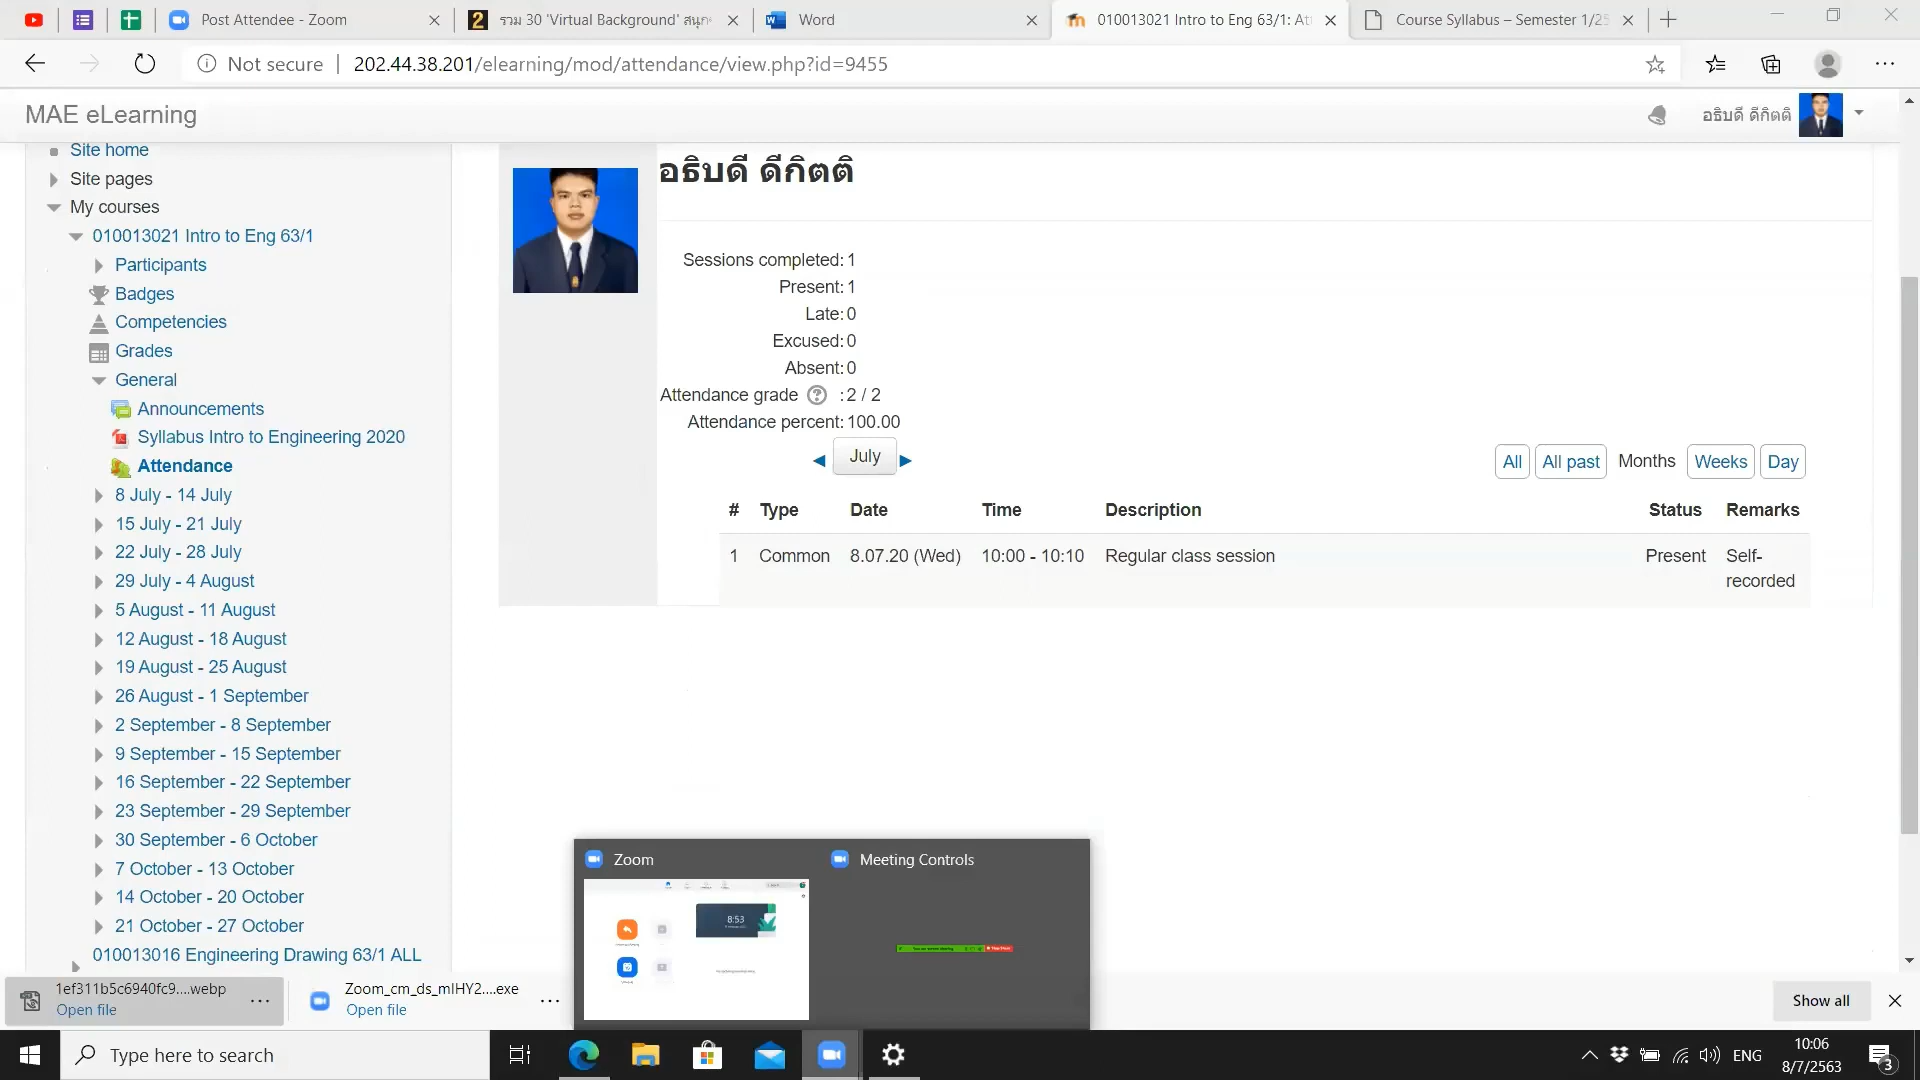 Post Attendee - Zoom
รวม 30 'Virtual Background' สนุก
Word
010013021 Intro to Eng 63/1: At
Course Syllabus – Semester 1/25
Not secure
202.44.38.201/elearning/mod/attendance/view.php?id=9455
MAE eLearning
อธิบดี ดีกิตติ
Site home
Site pages
My courses
010013021 Intro to Eng 63/1
Participants
Badges
Competencies
Grades
General
Announcements
Syllabus Intro to Engineering 2020
Attendance
8 July - 14 July
15 July - 21 July
22 July - 28 July
29 July - 4 August
5 August - 11 August
12 August - 18 August
19 August - 25 August
26 August - 1 September
2 September - 8 September
9 September - 15 September
16 September - 22 September
23 September - 29 September
30 September - 6 October
7 October - 13 October
14 October - 20 October
21 October - 27 October
010013016 Engineering Drawing 63/1 ALL
อธิบดี ดีกิตติ
Sessions completed: 1
Present: 1
Late: 0
Excused: 0
Absent: 0
Attendance grade : 2 / 2
Attendance percent: 100.00
July
All All past Months Weeks Day
# Type Date Time Description Status Remarks
1 Common 8.07.20 (Wed) 10:00 - 10:10 Regular class session Present Self-
recorded
Zoom
Meeting Controls
8:53
1ef311b5c6940fc9....webp
Open file
Zoom_cm_ds_mIHY2....exe
Open file
Show all
Type here to search
ENG
10:06
8/7/2563
3